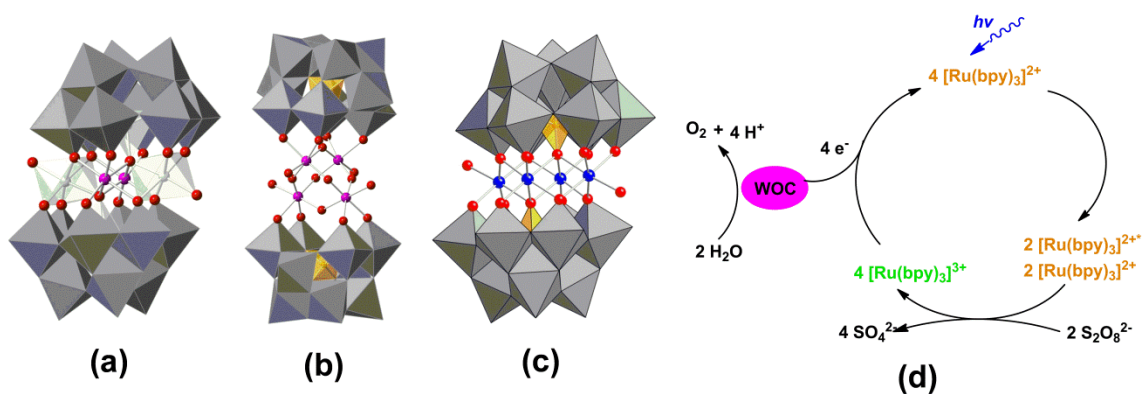 hν
4 [Ru(bpy)₃]²⁺
O₂ + 4 H⁺
4 e⁻
WOC
2 H₂O
4 [Ru(bpy)₃]³⁺
2 [Ru(bpy)₃]²⁺*
2 [Ru(bpy)₃]²⁺
4 SO₄²⁻
2 S₂O₈²⁻
(a)
(b)
(c)
(d)